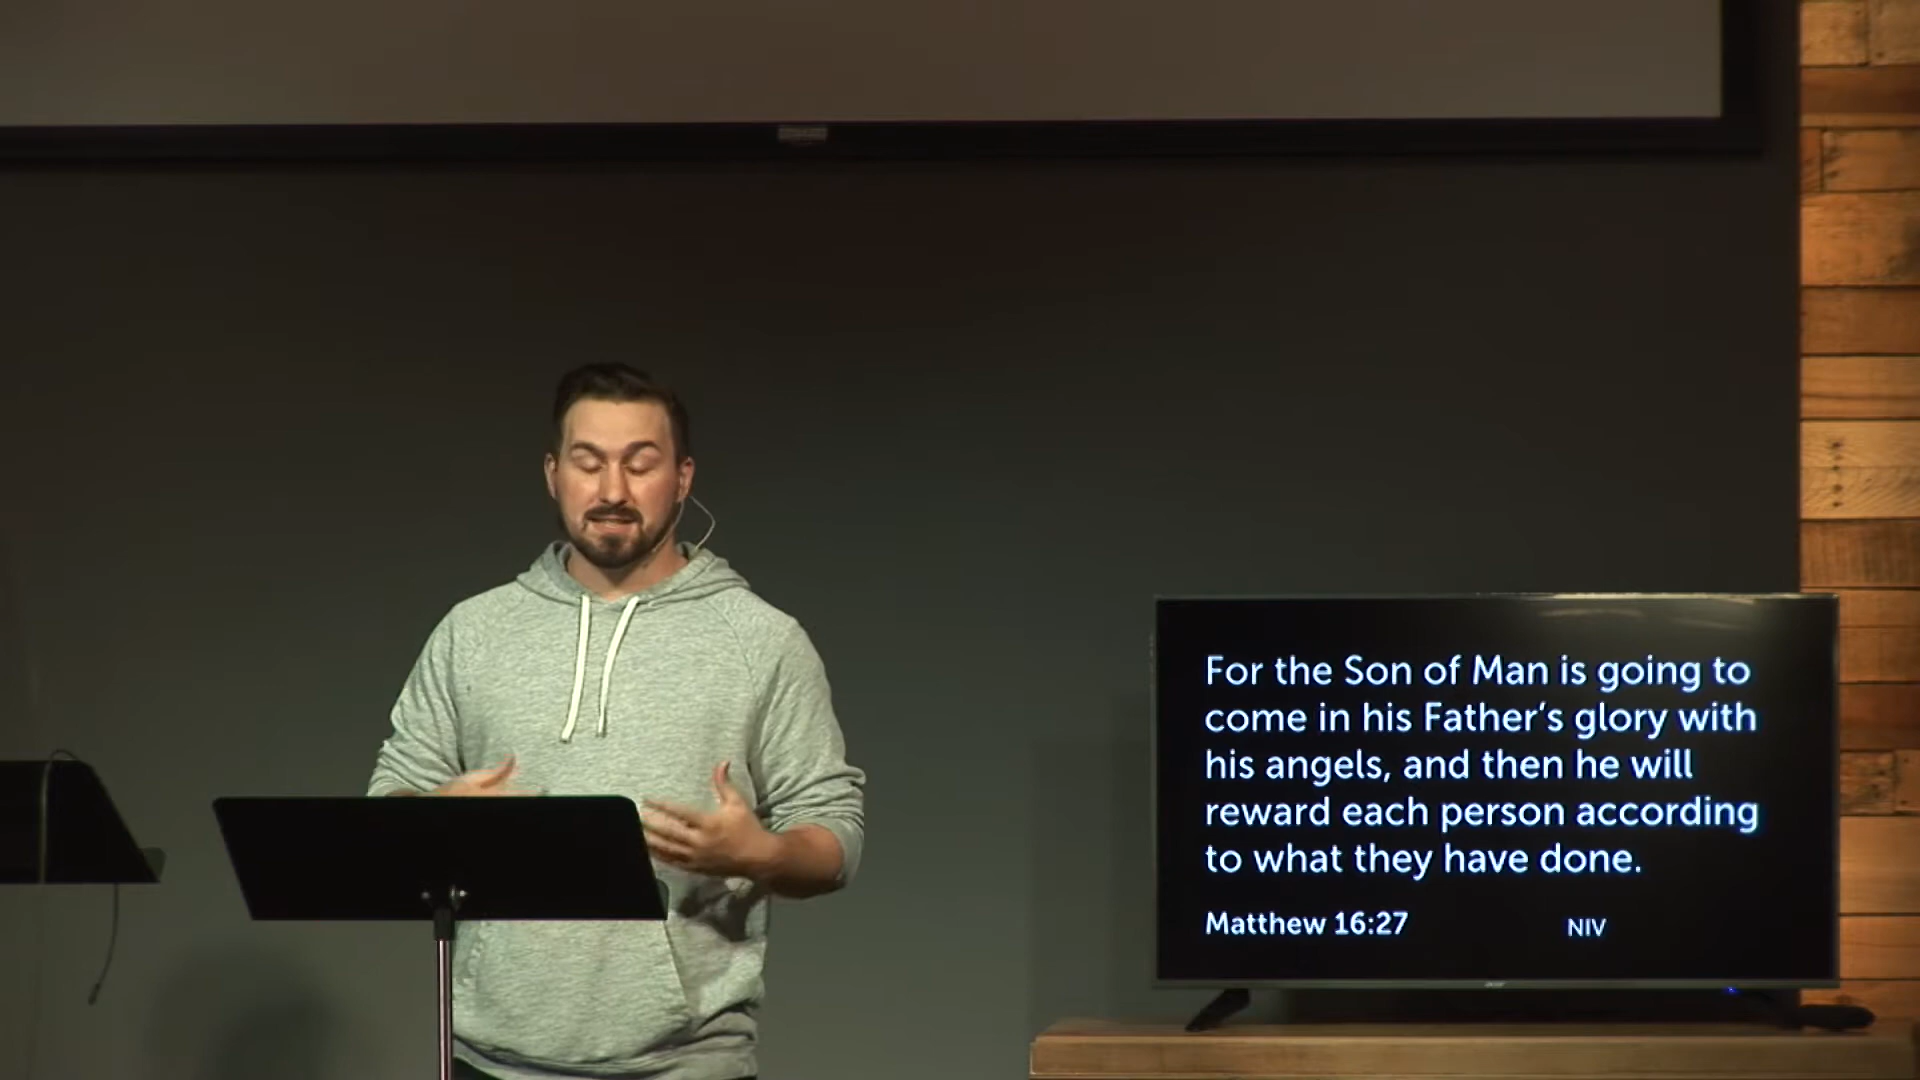 For the Son of Man is going to
come in his Father's glory with
his angels, and then he will
reward each person according
to what they have done.
Matthew 16:27 NIV
acer